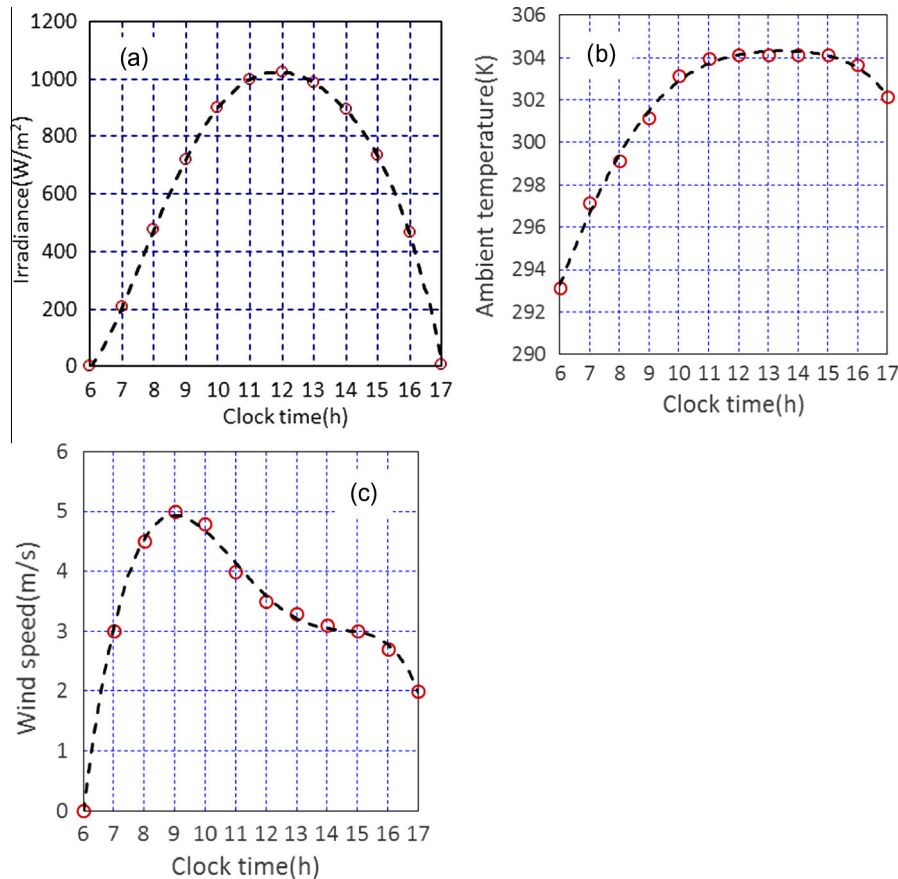 (a)
Irradiance(W/m²)
1200
1000
800
600
400
200
0
6 7 8 9 10 11 12 13 14 15 16 17
Clock time(h)
(b)
Ambient temperature(K)
306
304
302
300
298
296
294
292
290
6 7 8 9 10 11 12 13 14 15 16 17
Clock time(h)
(c)
Wind speed(m/s)
6
5
4
3
2
1
0
6 7 8 9 10 11 12 13 14 15 16 17
Clock time(h)